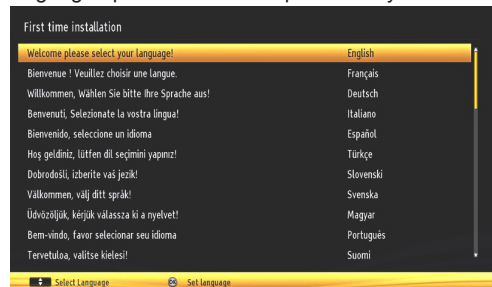 First time installation
Welcome please select your language! English
Bienvenue ! Veuillez choisir une langue. Français
Willkommen, Wählen Sie bitte Ihre Sprache aus! Deutsch
Benvenuti, Selezionate la vostra lingua! Italiano
Bienvenido, seleccione un idioma Español
Hoş geldiniz, lütfen dil seçimini yapınız! Türkçe
Dobrodošli, izberite vaš jezik! Slovenski
Välkommen, välj ditt språk! Svenska
Üdvözöljük, kérjük válassza ki a nyelvet! Magyar
Bem-vindo, favor selecionar seu idioma Português
Tervetuloa, valitse kielesi! Suomi
Select Language OK Set language